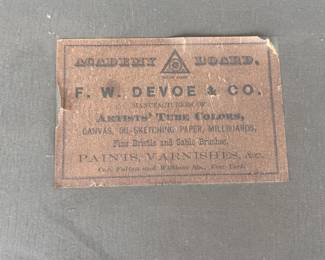 ACADEMY BOARD.
F. W. DEVOE & CO.
MANUFACTURERS OF
ARTISTS' TUBE COLORS,
CANVAS, OIL-SKETCHING PAPER, MILLBOARDS,
Fine Bristle and Sable Brushes,
PAINTS, VARNISHES, &c.
Cor. Fulton and William Sts., New York.